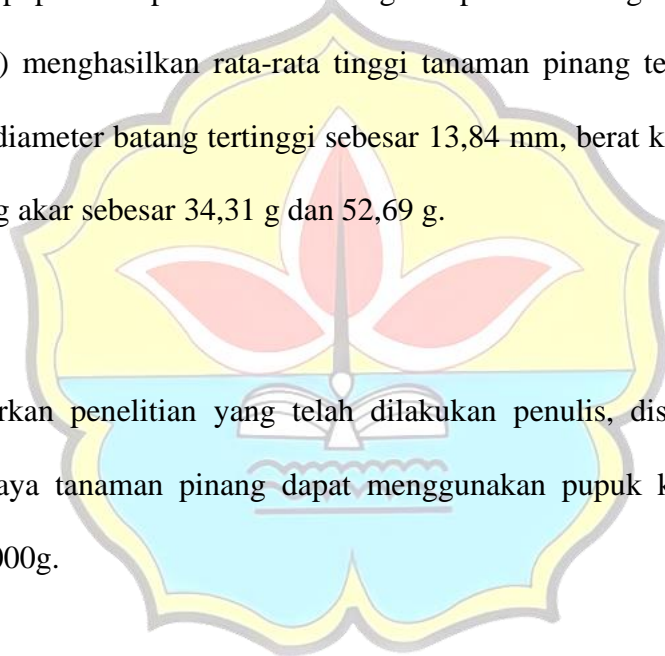 ) menghasilkan rata-rata tinggi tanaman pinang te
diameter batang tertinggi sebesar 13,84 mm, berat k
g akar sebesar 34,31 g dan 52,69 g.
rkan penelitian yang telah dilakukan penulis, dis
aya tanaman pinang dapat menggunakan pupuk k
000g.